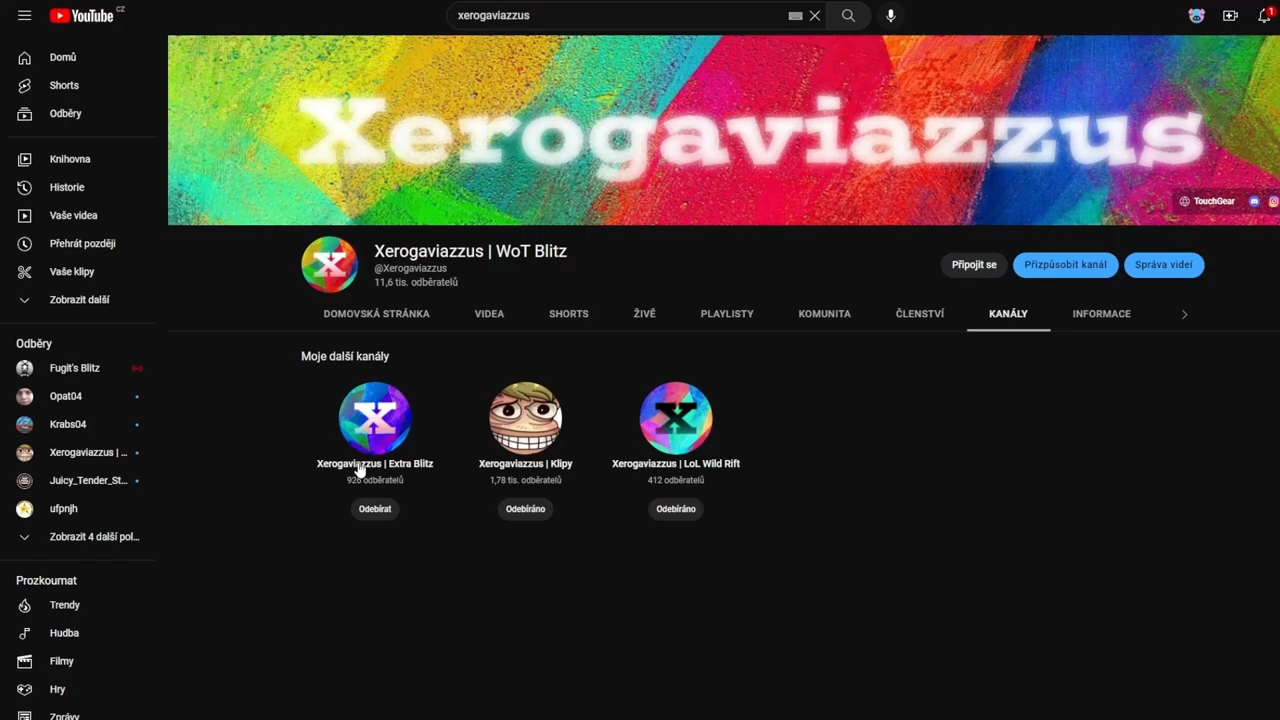 YouTube CZ
xerogaviazzus
1
Domů
Shorts
Odběry
Knihovna
Historie
Vaše videa
Přehrát později
Vaše klipy
Zobrazit další
Odběry
Fugit's Blitz
Opat04
Krabs04
Xerogaviazzus | ...
Juicy_Tender_St...
ufpnjh
Zobrazit 4 další pol...
Prozkoumat
Trendy
Hudba
Filmy
Hry
Zprávy
Xerogaviazzus
TouchGear
X
Xerogaviazzus | WoT Blitz
@Xerogaviazzus
11,6 tis. odběratelů
Připojit se
Přizpůsobit kanál
Správa videí
DOMOVSKÁ STRÁNKA VIDEA SHORTS ŽIVĚ PLAYLISTY KOMUNITA ČLENSTVÍ KANÁLY INFORMACE
Moje další kanály
X
Xerogaviazzus | Extra Blitz
926 odběratelů
Odebírat
Xerogaviazzus | Klipy
1,78 tis. odběratelů
Odebíráno
X
Xerogaviazzus | LoL Wild Rift
412 odběratelů
Odebíráno